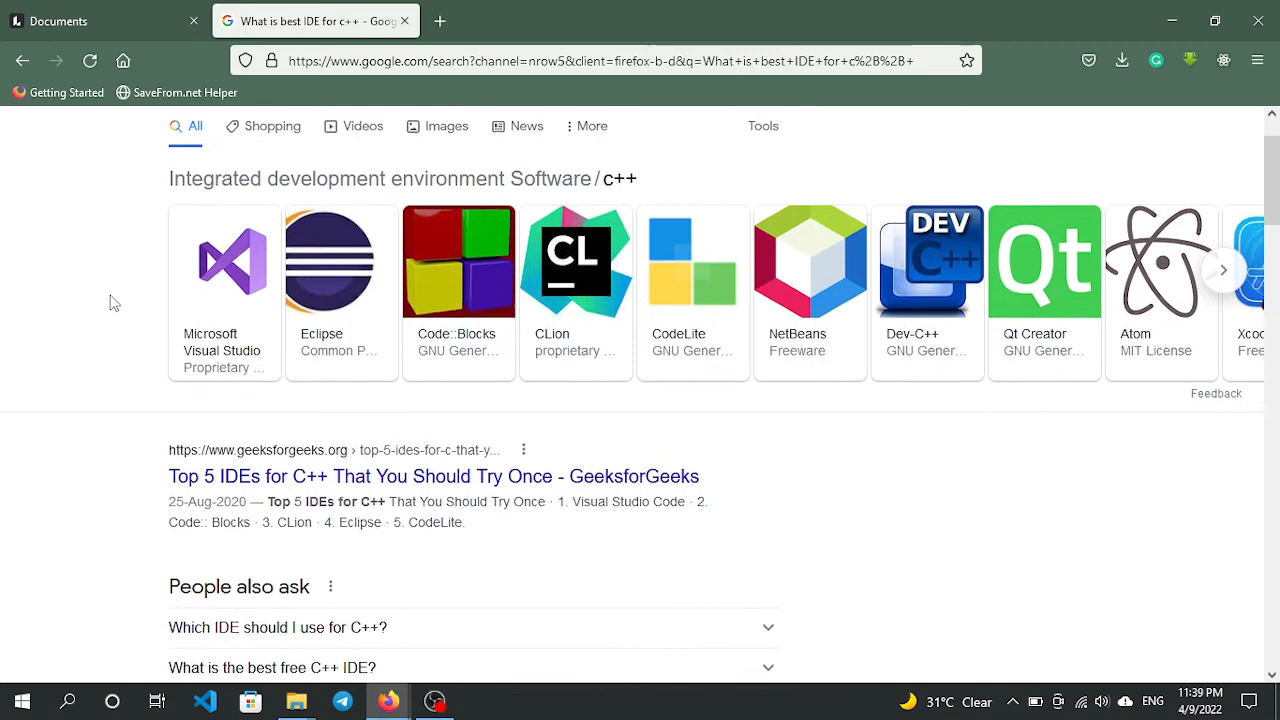 Documents
What is best IDE for c++ - Goog
https://www.google.com/search?channel=nrow5&client=firefox-b-d&q=What+is+best+IDE+for+c%2B%2B+
Getting Started
SaveFrom.net Helper
All
Shopping
Videos
Images
News
More
Tools
Integrated development environment Software / c++
CL
DEV
C++
Qt
Microsoft
Visual Studio
Proprietary ...
Eclipse
Common P...
Code::Blocks
GNU Gener...
CLion
proprietary ...
CodeLite
GNU Gener...
NetBeans
Freeware
Dev-C++
GNU Gener...
Qt Creator
GNU Gener...
Atom
MIT License
Xcoc
Free
Feedback
https://www.geeksforgeeks.org › top-5-ides-for-c-that-y...
Top 5 IDEs for C++ That You Should Try Once - GeeksforGeeks
25-Aug-2020 — Top 5 IDEs for C++ That You Should Try Once · 1. Visual Studio Code · 2.
Code:: Blocks · 3. CLion · 4. Eclipse · 5. CodeLite.
People also ask
Which IDE should I use for C++?
What is the best free C++ IDE?
31°C Clear
ENG
11:39 PM
4/9/2022